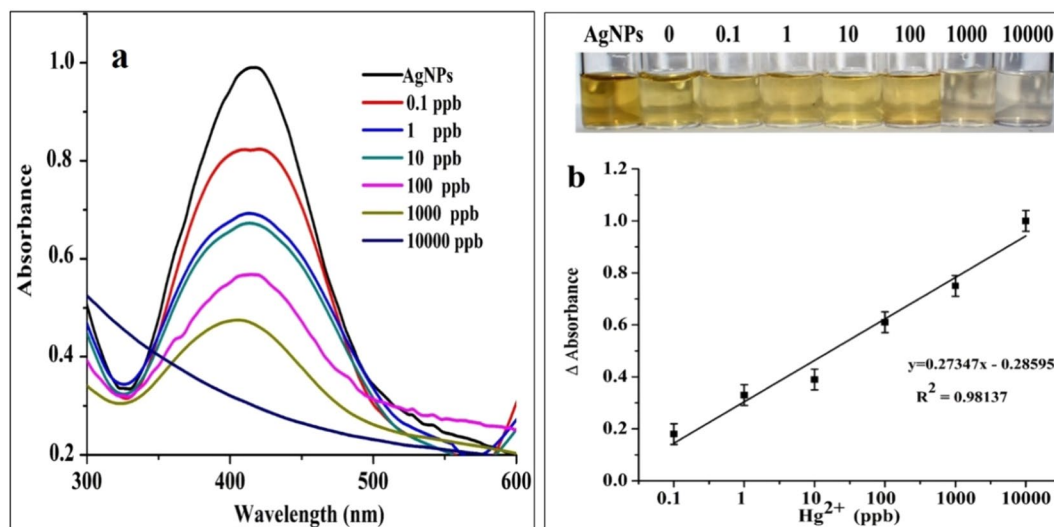 a
1.0
0.8
0.6
0.4
0.2
Absorbance
AgNPs
0.1 ppb
1 ppb
10 ppb
100 ppb
1000 ppb
10000 ppb
300 400 500 600
Wavelength (nm)
AgNPs 0 0.1 1 10 100 1000 10000
b
1.2
1.0
0.8
0.6
0.4
0.2
0.0
Δ Absorbance
y=0.27347x - 0.28595
R² = 0.98137
0.1 1 10 100 1000 10000
Hg²⁺ (ppb)